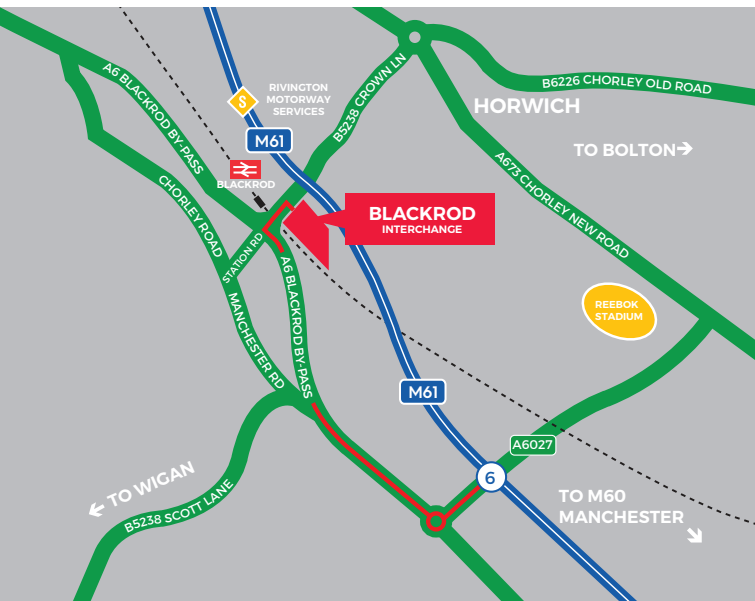 A6 BLACKROD BY-PASS
S
RIVINGTON
MOTORWAY
SERVICES
B5238 CROWN LN
B6226 CHORLEY OLD ROAD
HORWICH
M61
TO BOLTON
A673 CHORLEY NEW ROAD
BLACKROD
CHORLEY ROAD
BLACKROD
INTERCHANGE
STATION RD
A6 BLACKROD BY-PASS
MANCHESTER RD
REEBOK
STADIUM
M61
A6027
6
TO WIGAN
B5238 SCOTT LANE
TO M60
MANCHESTER